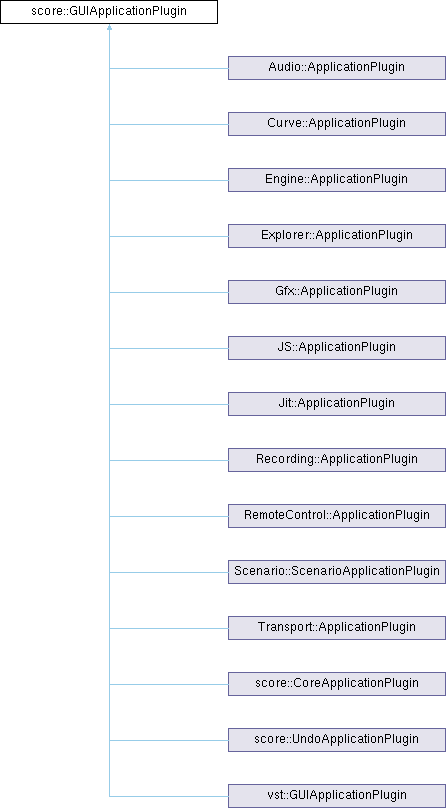 score::GUIApplicationPlugin
Audio::ApplicationPlugin
Curve::ApplicationPlugin
Engine::ApplicationPlugin
Explorer::ApplicationPlugin
Gfx::ApplicationPlugin
JS::ApplicationPlugin
Jit::ApplicationPlugin
Recording::ApplicationPlugin
RemoteControl::ApplicationPlugin
Scenario::ScenarioApplicationPlugin
Transport::ApplicationPlugin
score::CoreApplicationPlugin
score::UndoApplicationPlugin
vst::GUIApplicationPlugin